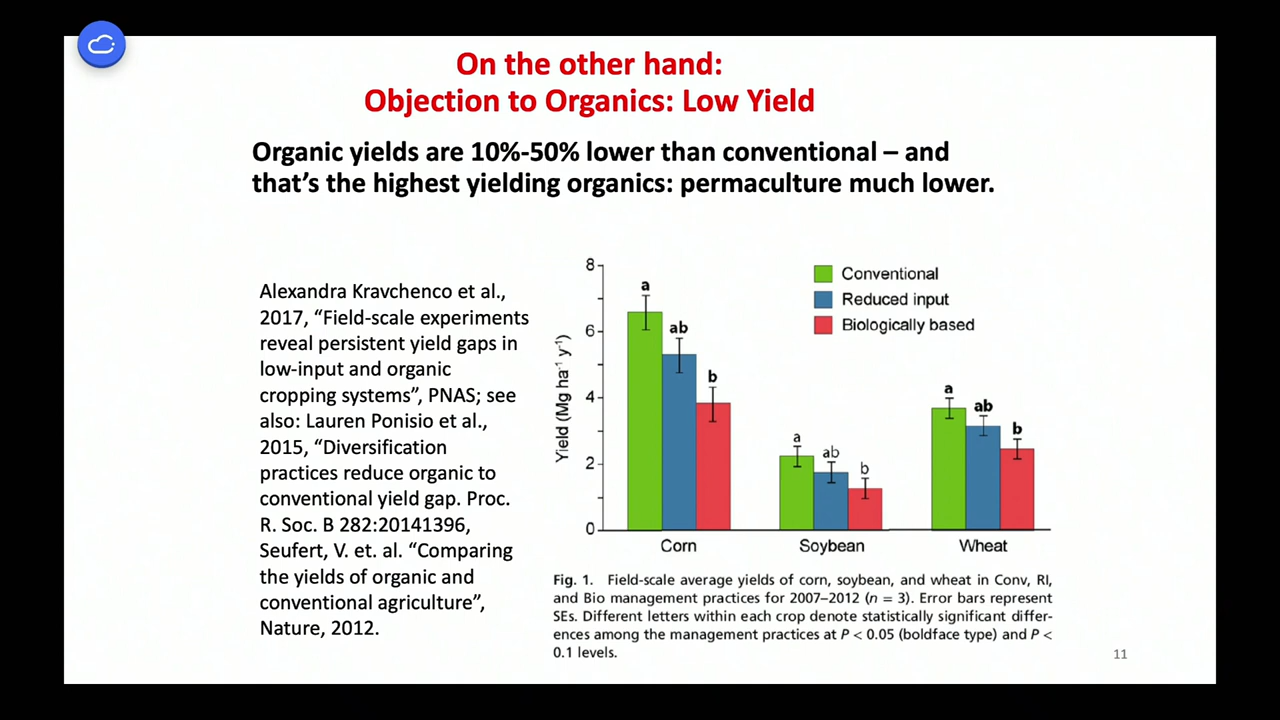 On the other hand:
Objection to Organics: Low Yield
Organic yields are 10%-50% lower than conventional – and
that's the highest yielding organics: permaculture much lower.
Alexandra Kravchenco et al.,
2017, “Field-scale experiments
reveal persistent yield gaps in
low-input and organic
cropping systems”, PNAS; see
also: Lauren Ponisio et al.,
2015, “Diversification
practices reduce organic to
conventional yield gap. Proc.
R. Soc. B 282:20141396,
Seufert, V. et. al. “Comparing
the yields of organic and
conventional agriculture”,
Nature, 2012.
Yield (Mg ha⁻¹ y⁻¹)
8
6
4
2
0
Conventional
Reduced input
Biologically based
a
ab
b
a
ab
b
a
ab
b
Corn
Soybean
Wheat
Fig. 1. Field-scale average yields of corn, soybean, and wheat in Conv, RI,
and Bio management practices for 2007–2012 (n = 3). Error bars represent
SEs. Different letters within each crop denote statistically significant differ-
ences among the management practices at P < 0.05 (boldface type) and P <
0.1 levels.
11